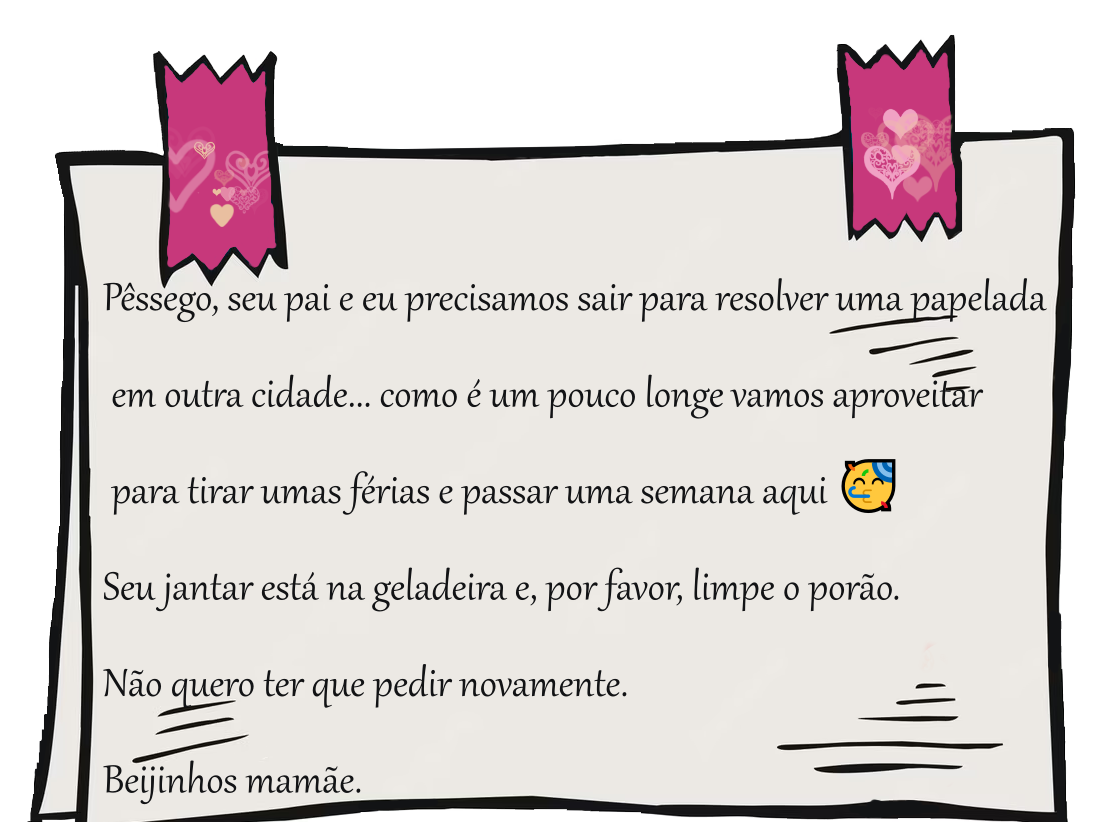 Pêssego, seu pai e eu precisamos sair para resolver uma papelada
em outra cidade... como é um pouco longe vamos aproveitar
para tirar umas férias e passar uma semana aqui 🥳
Seu jantar está na geladeira e, por favor, limpe o porão.
Não quero ter que pedir novamente.
Beijinhos mamãe.